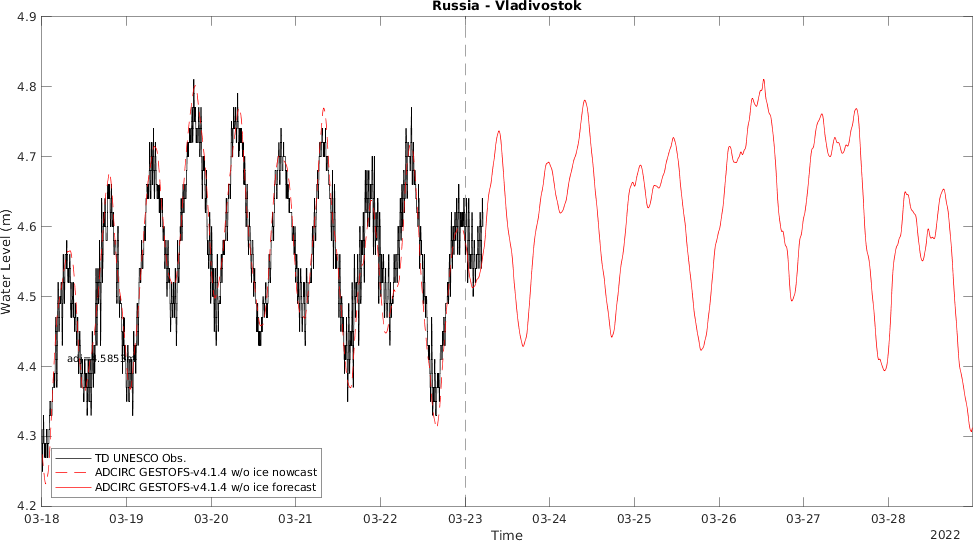 Russia - Vladivostok
4.9
4.8
4.7
4.6
4.5
4.4
4.3
4.2
Water Level (m)
TD UNESCO Obs.
ADCIRC GESTOFS-v4.1.4 w/o ice nowcast
ADCIRC GESTOFS-v4.1.4 w/o ice forecast
03-18 03-19 03-20 03-21 03-22 03-23 03-24 03-25 03-26 03-27 03-28
Time
2022